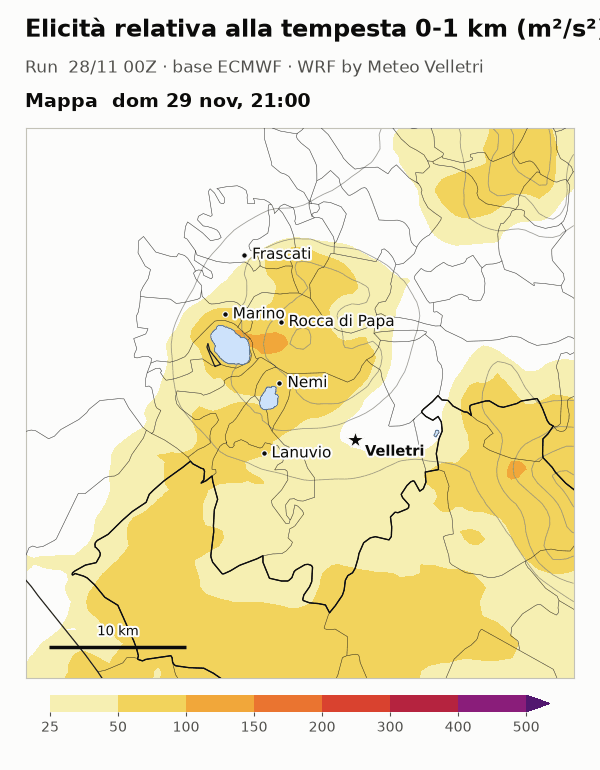 Elicità relativa alla tempesta 0-1 km (m²/s²)
Run  28/11 00Z · base ECMWF · WRF by Meteo Velletri
Mappa  dom 29 nov, 21:00
Frascati
Marino
Rocca di Papa
Nemi
Velletri
Lanuvio
10 km
25 50 100 150 200 300 400 500